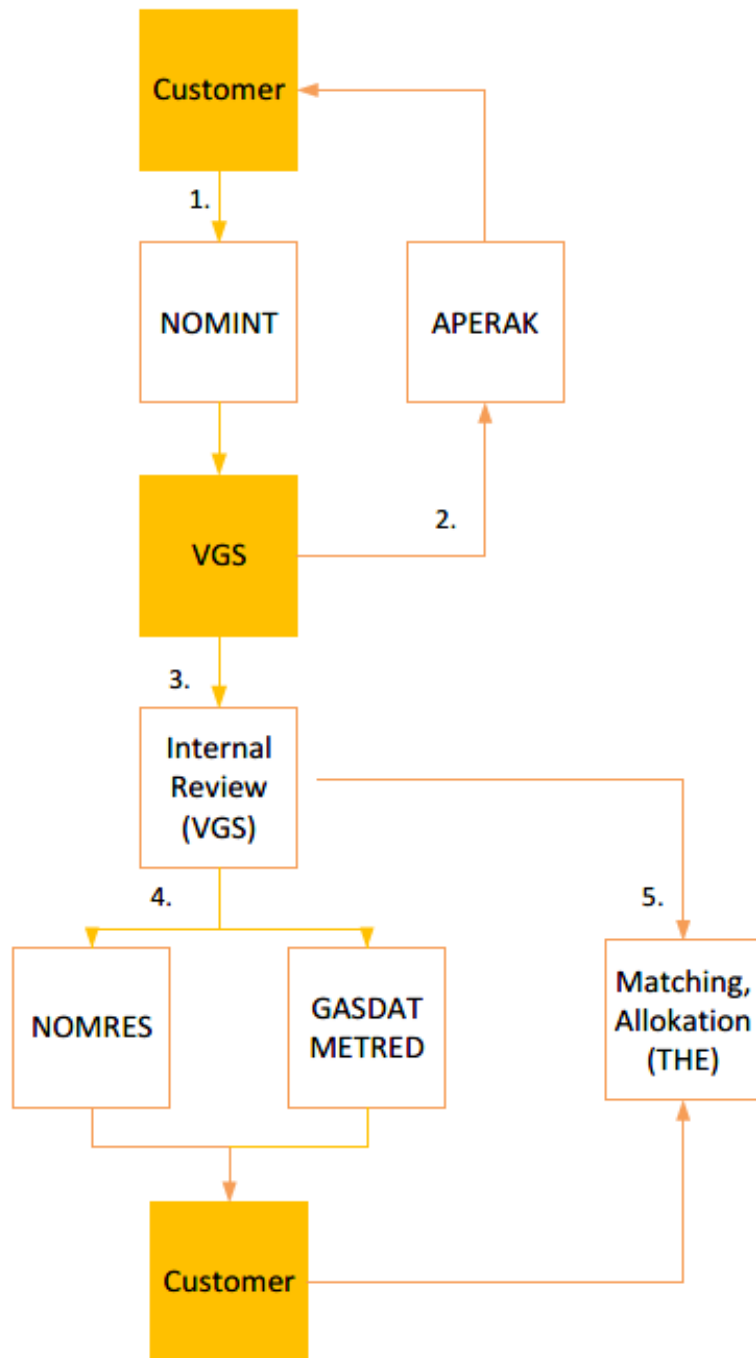 Customer
1.
NOMINT
APERAK
VGS
2.
3.
Internal
Review
(VGS)
4.
5.
NOMRES
GASDAT
METRED
Matching,
Allokation
(THE)
Customer